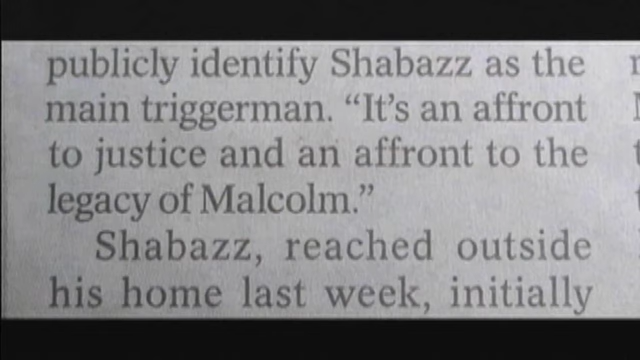 publicly identify Shabazz as the
main triggerman. “It’s an affront
to justice and an affront to the
legacy of Malcolm.”
Shabazz, reached outside
his home last week, initially